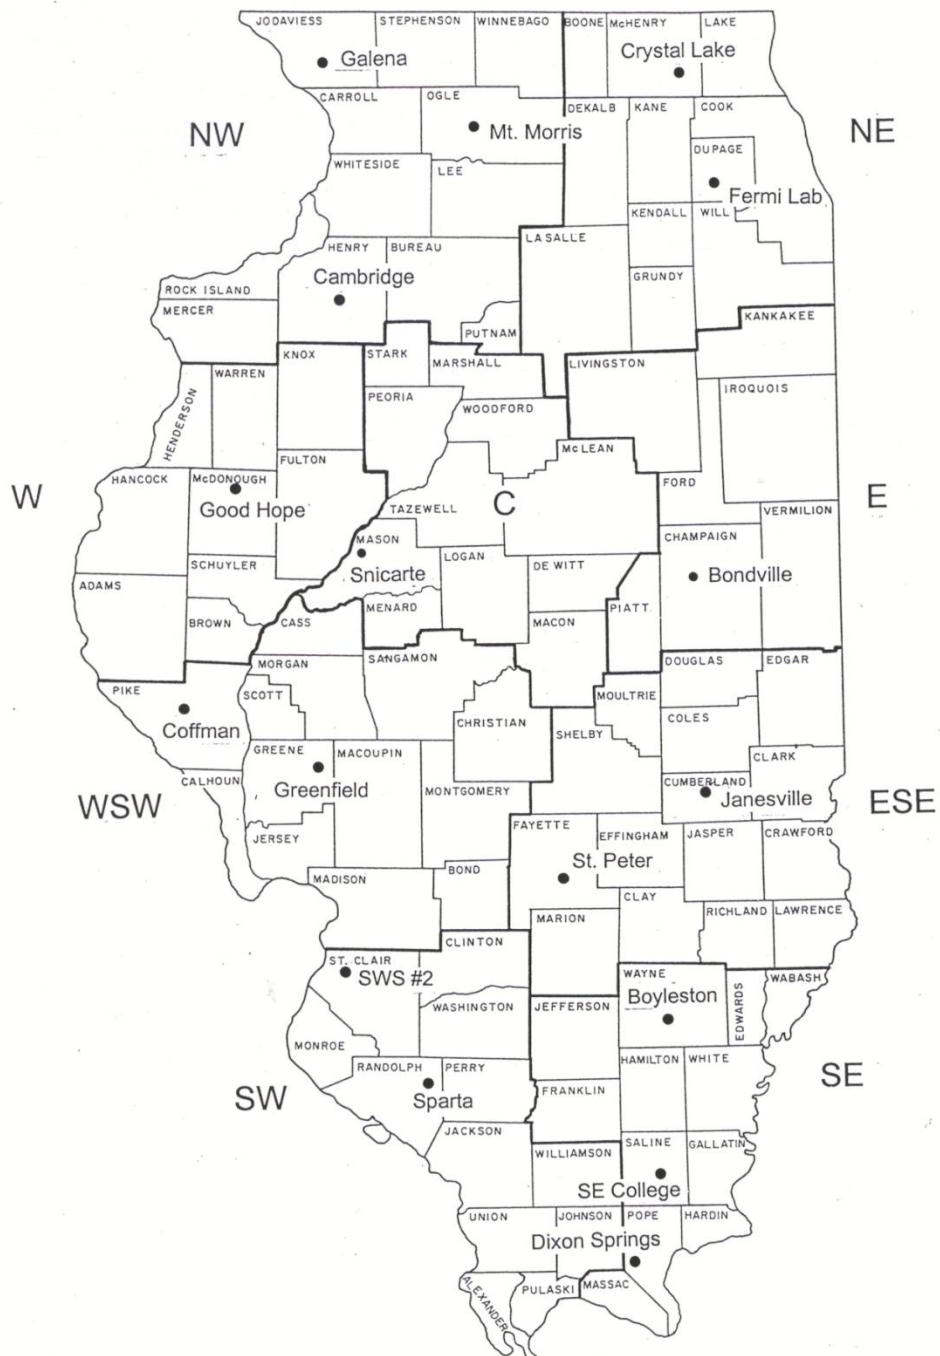 JODAVIESS
STEPHENSON
WINNEBAGO
BOONE
McHENRY
LAKE
Galena
Crystal Lake
CARROLL
OGLE
DEKALB
KANE
COOK
NW
Mt. Morris
NE
DUPAGE
WHITESIDE
LEE
Fermi Lab
KENDALL
WILL
LA SALLE
HENRY
BUREAU
Cambridge
GRUNDY
ROCK ISLAND
MERCER
KANKAKEE
PUTNAM
KNOX
STARK
MARSHALL
LIVINGSTON
WARREN
PEORIA
IROQUOIS
HENDERSON
WOODFORD
McLEAN
FULTON
HANCOCK
McDONOUGH
FORD
W
C
E
Good Hope
TAZEWELL
VERMILION
MASON
CHAMPAIGN
LOGAN
SCHUYLER
Snicarte
DE WITT
Bondville
ADAMS
MENARD
PIATT
BROWN
CASS
MACON
MORGAN
SANGAMON
DOUGLAS
EDGAR
PIKE
SCOTT
MOULTRIE
COLES
CHRISTIAN
Coffman
SHELBY
GREENE
MACOUPIN
CLARK
CALHOUN
CUMBERLAND
Greenfield
MONTGOMERY
Janesville
WSW
ESE
FAYETTE
JERSEY
EFFINGHAM
JASPER
CRAWFORD
St. Peter
BOND
MADISON
CLAY
RICHLAND
LAWRENCE
MARION
CLINTON
ST. CLAIR
SWS #2
WAYNE
WABASH
Boyleston
WASHINGTON
JEFFERSON
EDWARDS
MONROE
HAMILTON
WHITE
RANDOLPH
PERRY
SE
FRANKLIN
SW
Sparta
JACKSON
SALINE
GALLATIN
WILLIAMSON
SE College
UNION
JOHNSON
POPE
HARDIN
Dixon Springs
ALEXANDER
PULASKI
MASSAC